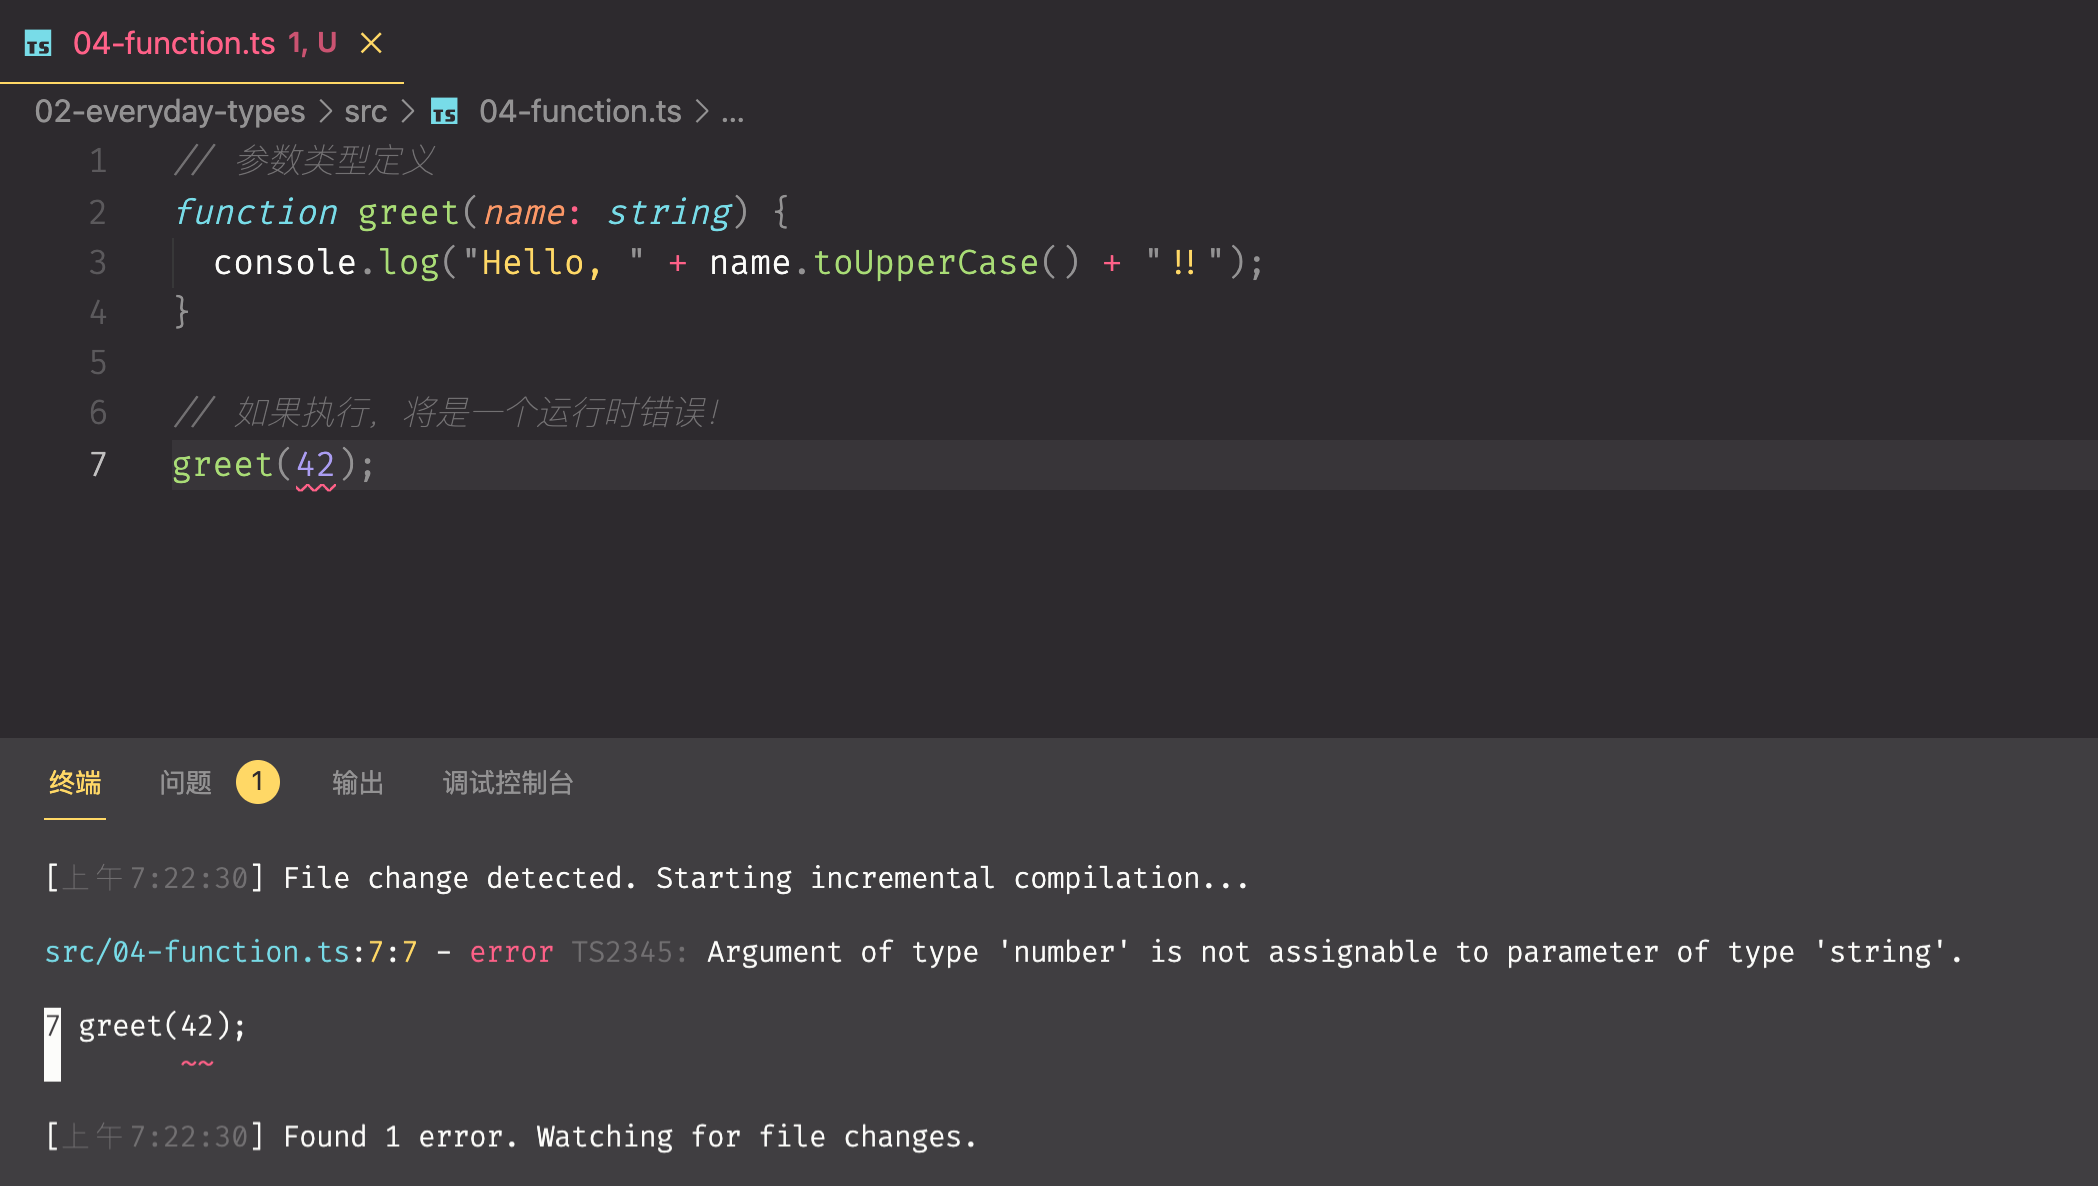 TS 04-function.ts 1, U
02-everyday-types > src > TS 04-function.ts > ...
1 // 参数类型定义
2 function greet(name: string) {
3 console.log("Hello, " + name.toUpperCase() + "!!");
4 }
5
6 // 如果执行, 将是一个运行时错误!
7 greet(42);
终端 问题 1 输出 调试控制台
[上午7:22:30] File change detected. Starting incremental compilation...
src/04-function.ts:7:7 - error TS2345: Argument of type 'number' is not assignable to parameter of type 'string'.
7 greet(42);
~~
[上午7:22:30] Found 1 error. Watching for file changes.